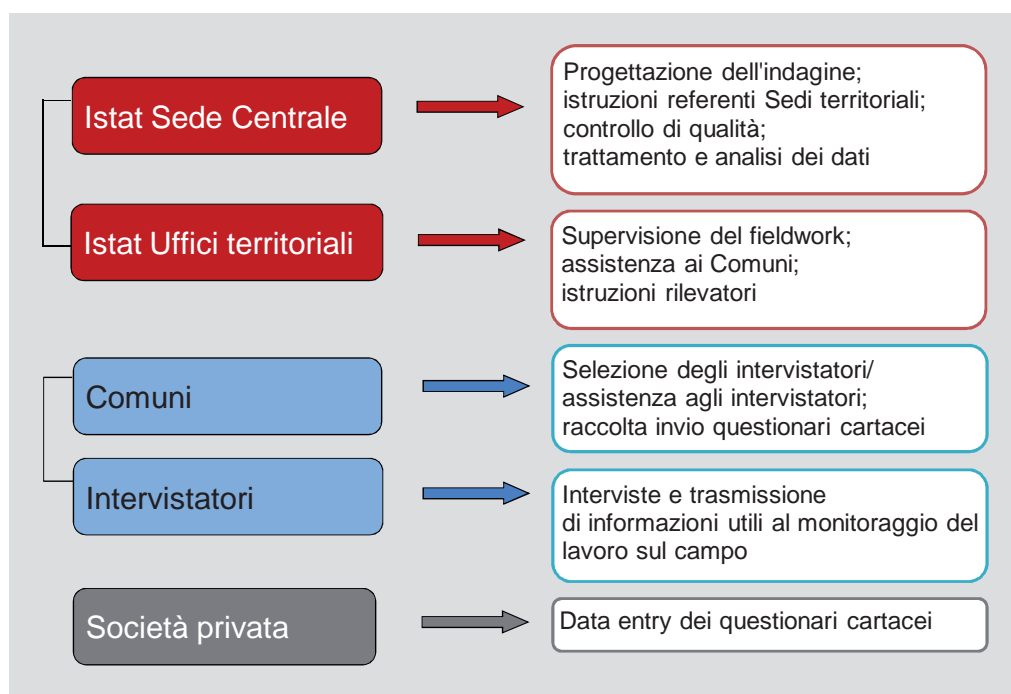 Istat Sede Centrale
Progettazione dell'indagine;
istruzioni referenti Sedi territoriali;
controllo di qualità;
trattamento e analisi dei dati
Istat Uffici territoriali
Supervisione del fieldwork;
assistenza ai Comuni;
istruzioni rilevatori
Comuni
Selezione degli intervistatori/
assistenza agli intervistatori;
raccolta invio questionari cartacei
Intervistatori
Interviste e trasmissione
di informazioni utili al monitoraggio del
lavoro sul campo
Società privata
Data entry dei questionari cartacei